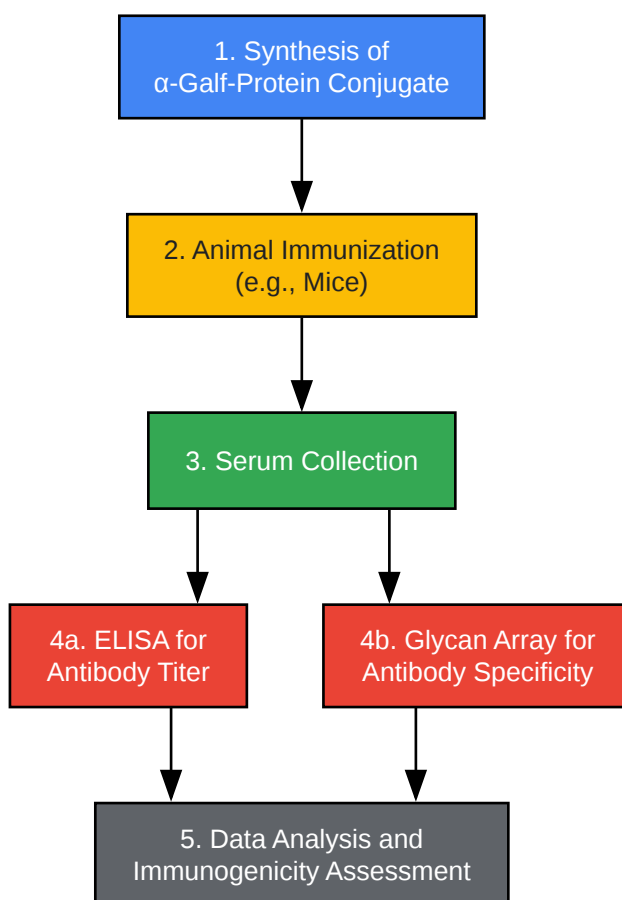 1. Synthesis of
α-Galf-Protein Conjugate
2. Animal Immunization
(e.g., Mice)
3. Serum Collection
4a. ELISA for
Antibody Titer
4b. Glycan Array for
Antibody Specificity
5. Data Analysis and
Immunogenicity Assessment